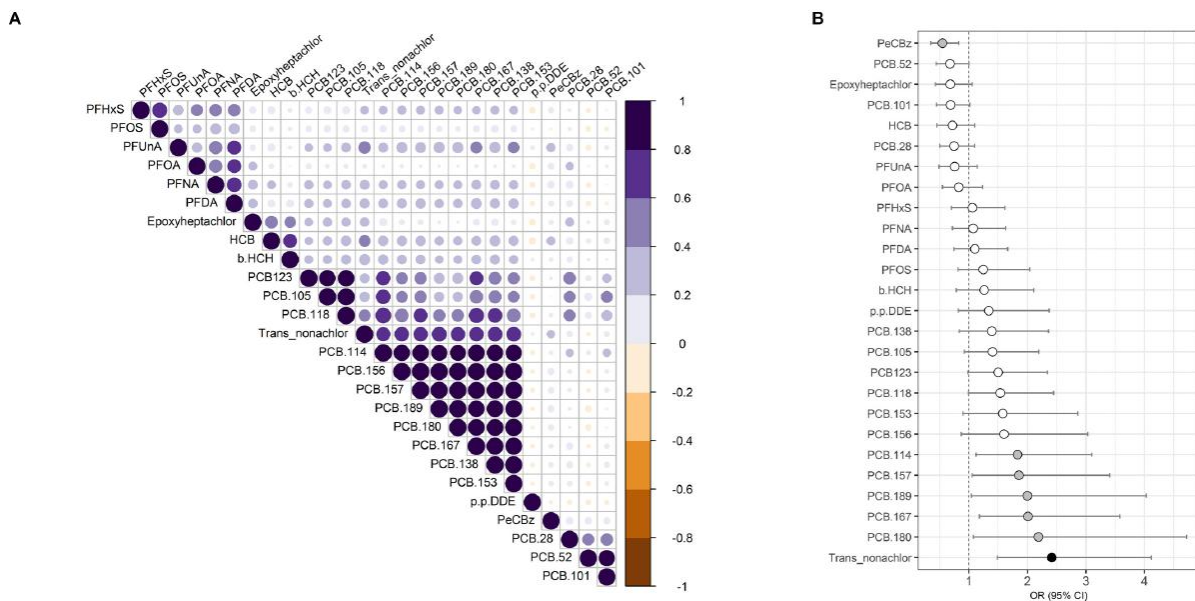 A
PFHxS
PFOS
PFUnA
PFOA
PFNA
PFDA
Epoxyheptachlor
HCB
b.HCH
PCB123
PCB.105
PCB.118
Trans_nonachlor
PCB.114
PCB.156
PCB.157
PCB.189
PCB.180
PCB.167
PCB.138
PCB.153
p.p.DDE
PeCBz
PCB.28
PCB.52
PCB.101
PFHxS
PFOS
PFUnA
PFOA
PFNA
PFDA
Epoxyheptachlor
HCB
b.HCH
PCB123
PCB.105
PCB.118
Trans_nonachlor
PCB.114
PCB.156
PCB.157
PCB.189
PCB.180
PCB.167
PCB.138
PCB.153
p.p.DDE
PeCBz
PCB.28
PCB.52
PCB.101
1
0.8
0.6
0.4
0.2
0
-0.2
-0.4
-0.6
-0.8
-1
B
PeCBz
PCB.52
Epoxyheptachlor
PCB.101
HCB
PCB.28
PFUnA
PFOA
PFHxS
PFNA
PFDA
PFOS
b.HCH
p.p.DDE
PCB.138
PCB.105
PCB123
PCB.118
PCB.153
PCB.156
PCB.114
PCB.157
PCB.189
PCB.167
PCB.180
Trans_nonachlor
1 2 3 4
OR (95% CI)